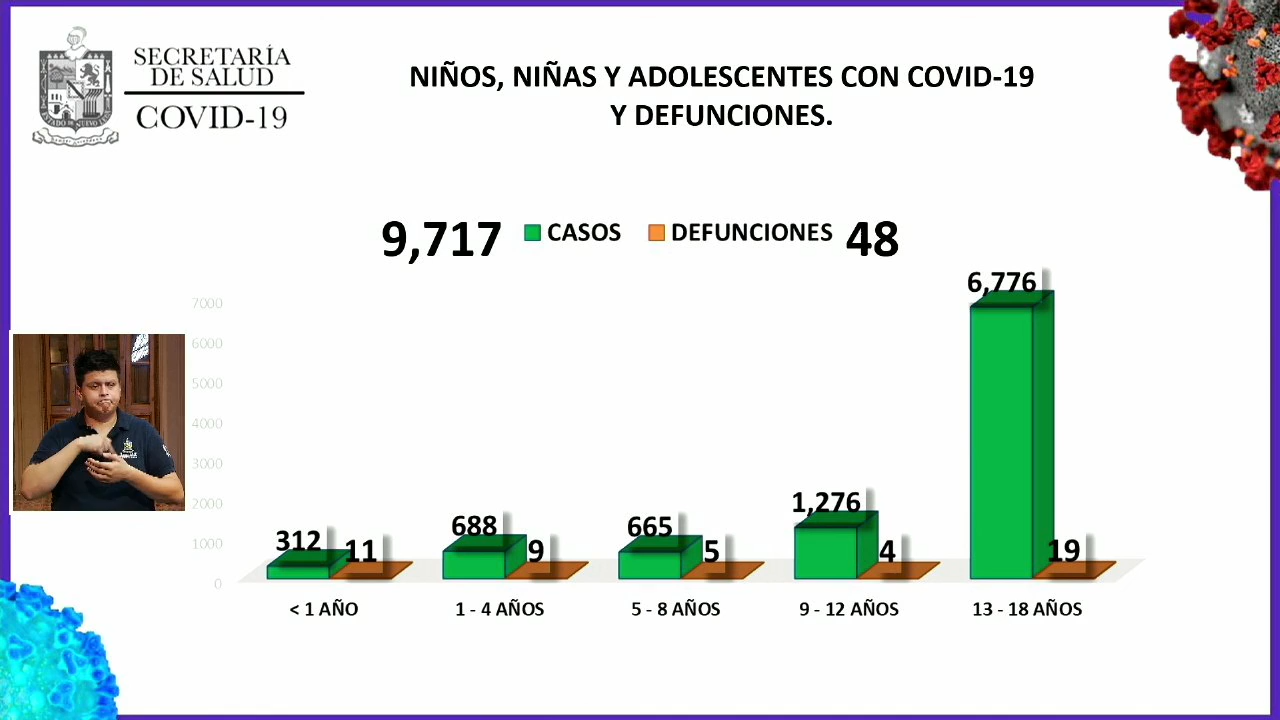 SECRETARÍA
DE SALUD
COVID-19
NIÑOS, NIÑAS Y ADOLESCENTES CON COVID-19
Y DEFUNCIONES.
9,717 CASOS DEFUNCIONES 48
7000
6000
5000
4000
3000
2000
1000
0
312 11
688 9
665 5
1,276 4
6,776 19
< 1 AÑO 1 - 4 AÑOS 5 - 8 AÑOS 9 - 12 AÑOS 13 - 18 AÑOS